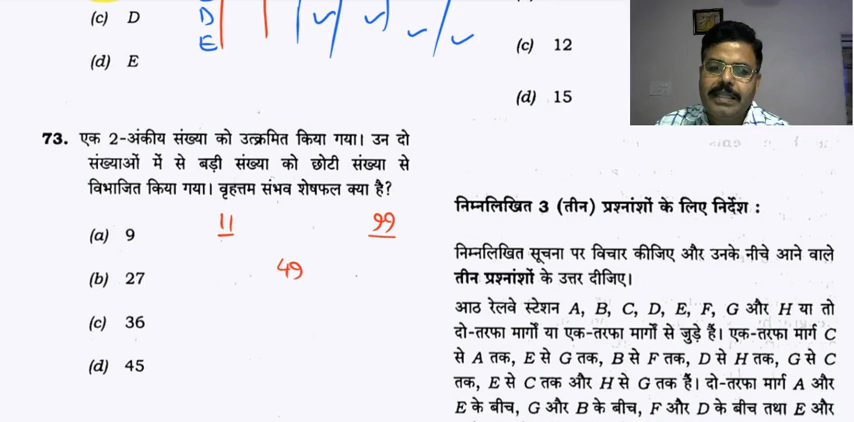 (c) D
D
E
(d) E
(c) 12
(d) 15
73. एक 2-अंकीय संख्या को उत्क्रमित किया गया। उन दो
संख्याओं में से बड़ी संख्या को छोटी संख्या से
विभाजित किया गया। वृहत्तम संभव शेषफल क्या है?
(a) 9
11
99
(b) 27
49
(c) 36
(d) 45
निम्नलिखित 3 (तीन) प्रश्नांशों के लिए निर्देश :
निम्नलिखित सूचना पर विचार कीजिए और उनके नीचे आने वाले
तीन प्रश्नांशों के उत्तर दीजिए।
आठ रेलवे स्टेशन A, B, C, D, E, F, G और H या तो
दो-तरफा मार्गों या एक-तरफा मार्गों से जुड़े हैं। एक-तरफा मार्ग C
से A तक, E से G तक, B से F तक, D से H तक, G से C
तक, E से C तक और H से G तक हैं। दो-तरफा मार्ग A और
E के बीच, G और B के बीच, F और D के बीच तथा E और